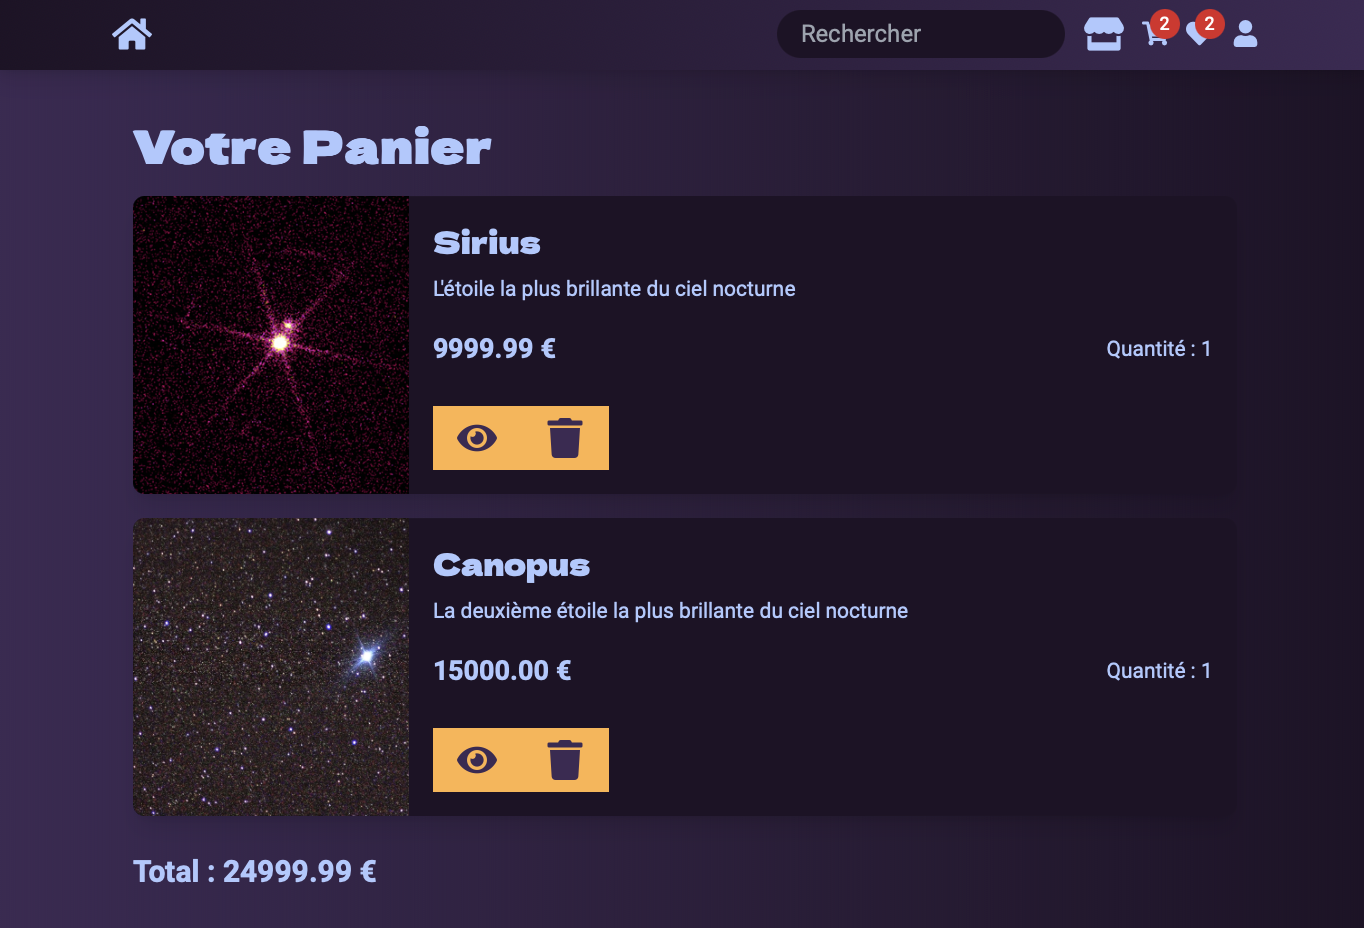 Rechercher
2
2
Votre Panier
Sirius
L'étoile la plus brillante du ciel nocturne
9999.99 €
Quantité : 1
Canopus
La deuxième étoile la plus brillante du ciel nocturne
15000.00 €
Quantité : 1
Total : 24999.99 €